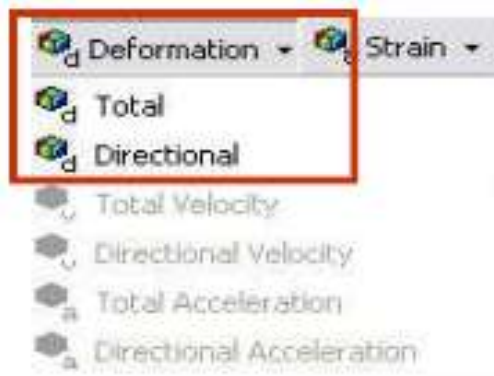 Deformation Strain
Total
Directional
Total Velocity
Directional Velocity
Total Acceleration
Directional Acceleration